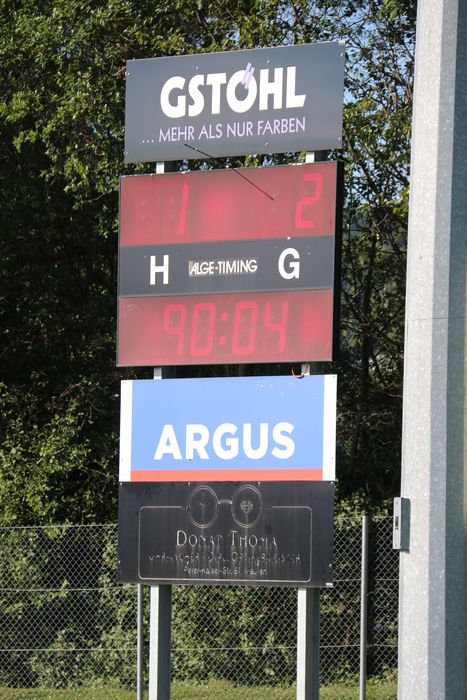 GSTÖHL
...MEHR ALS NUR FARBEN
1 2
H ALGE-TIMING G
90:04
ARGUS
DONAT THOMA